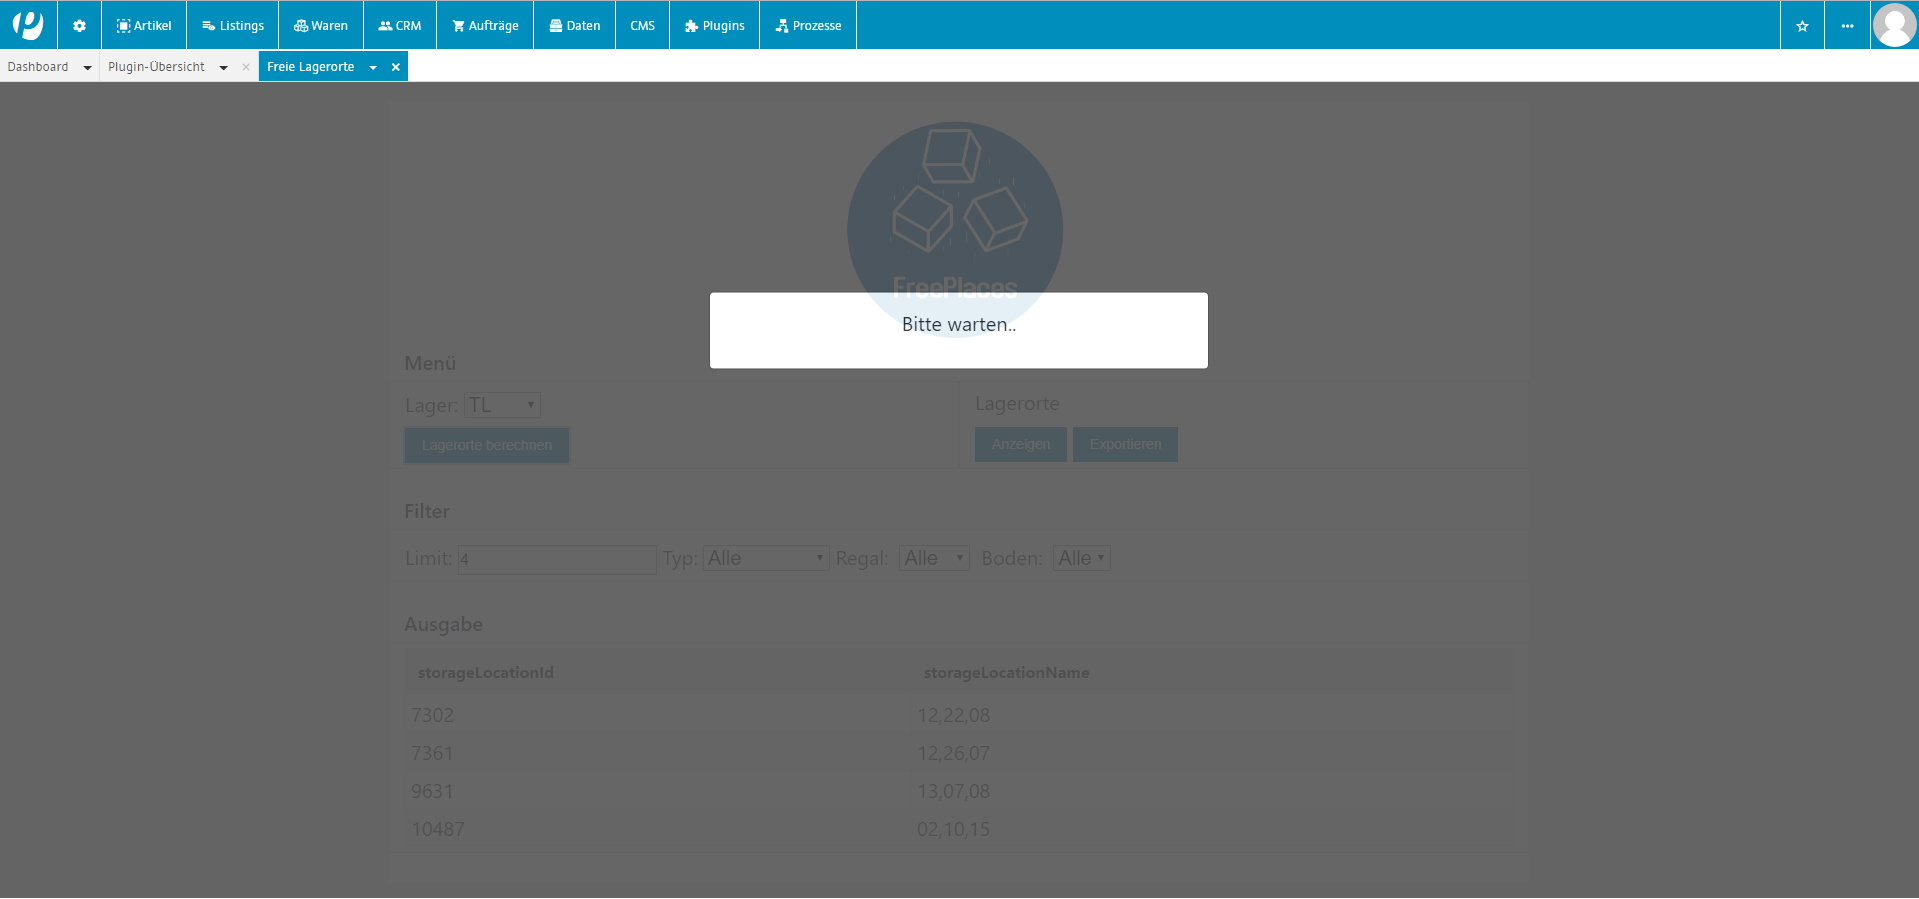 Artikel Listings Waren CRM Aufträge Daten CMS Plugins Prozesse
Dashboard Plugin-Übersicht Freie Lagerorte
FreePlaces
Bitte warten..
Menü
Lager: TL
Lagerorte berechnen
Lagerorte
Anzeigen Exportieren
Filter
Limit: 4 Typ: Alle Regal: Alle Boden: Alle
Ausgabe
storageLocationId storageLocationName
7302 12,22,08
7361 12,26,07
9631 13,07,08
10487 02,10,15